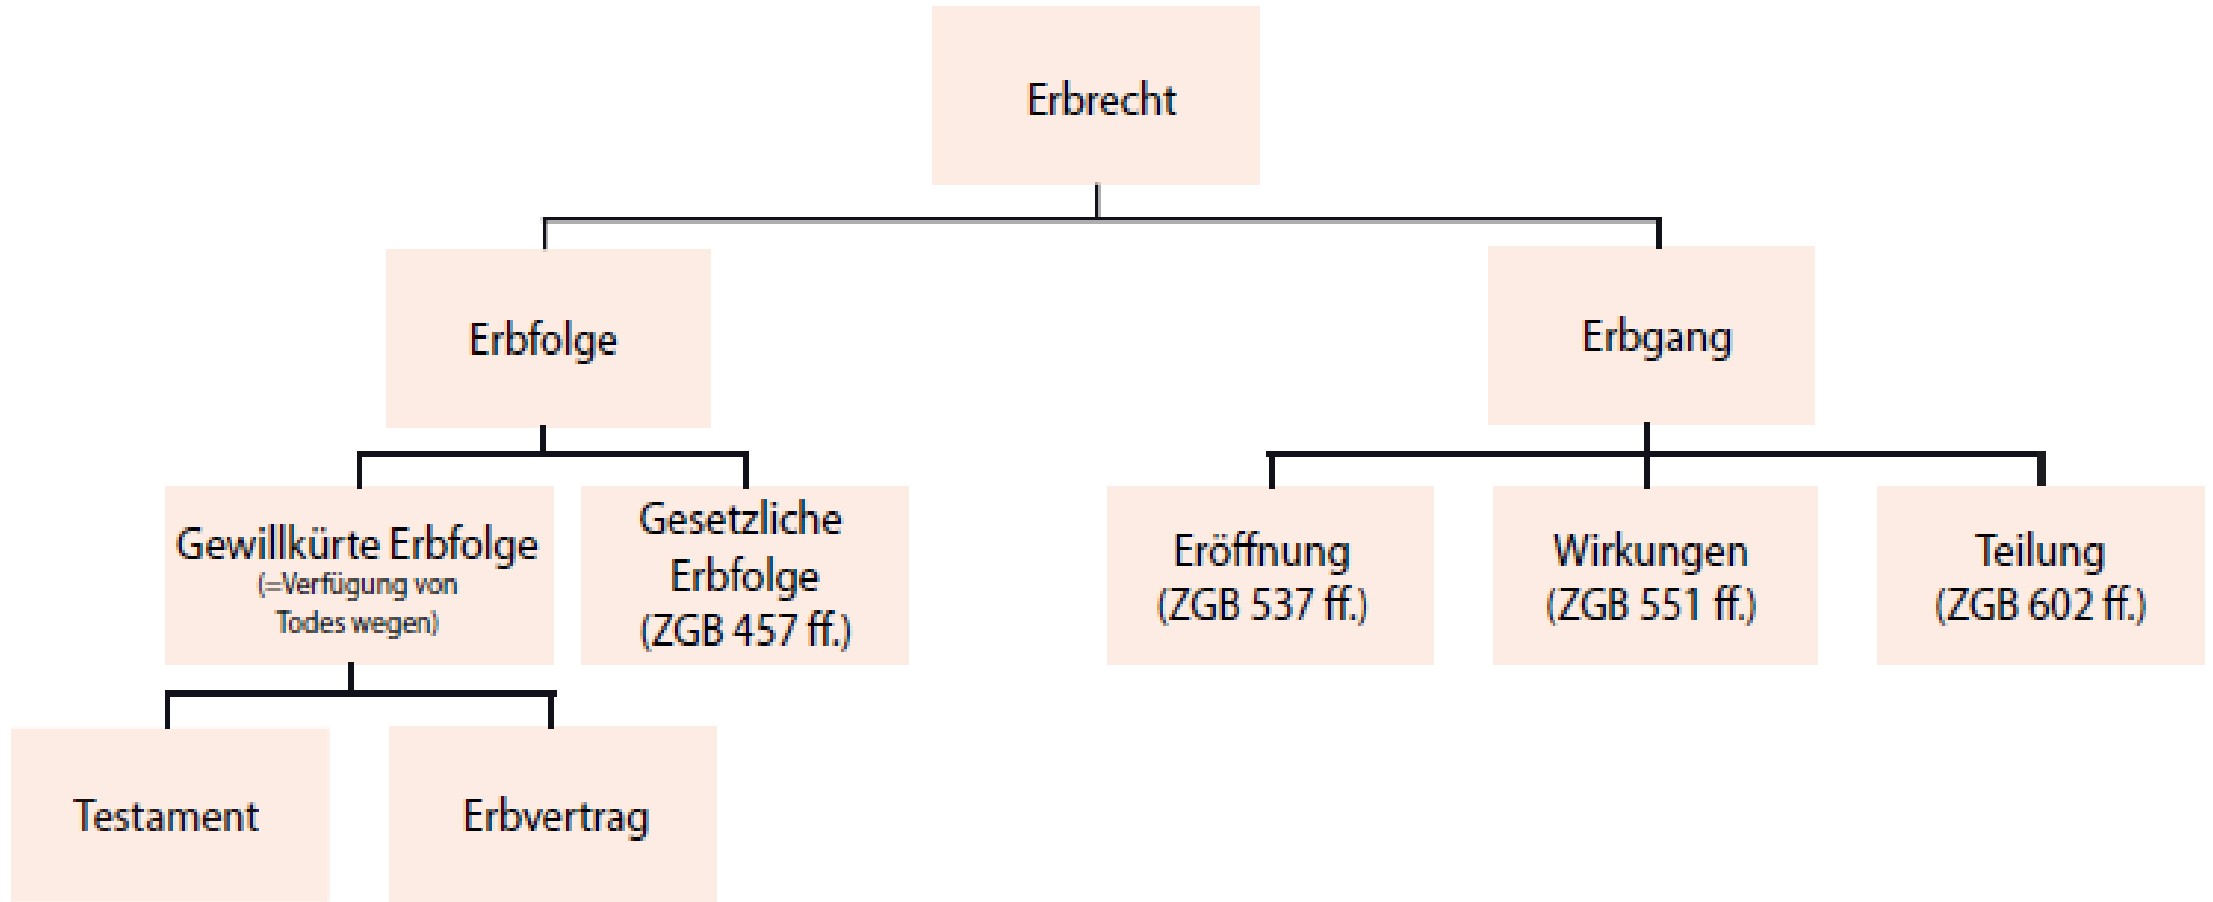 Erbrecht
Erbfolge
Erbgang
Gewillkürte Erbfolge
(=Verfügung von
Todes wegen)
Gesetzliche
Erbfolge
(ZGB 457 ff.)
Eröffnung
(ZGB 537 ff.)
Wirkungen
(ZGB 551 ff.)
Teilung
(ZGB 602 ff.)
Testament
Erbvertrag